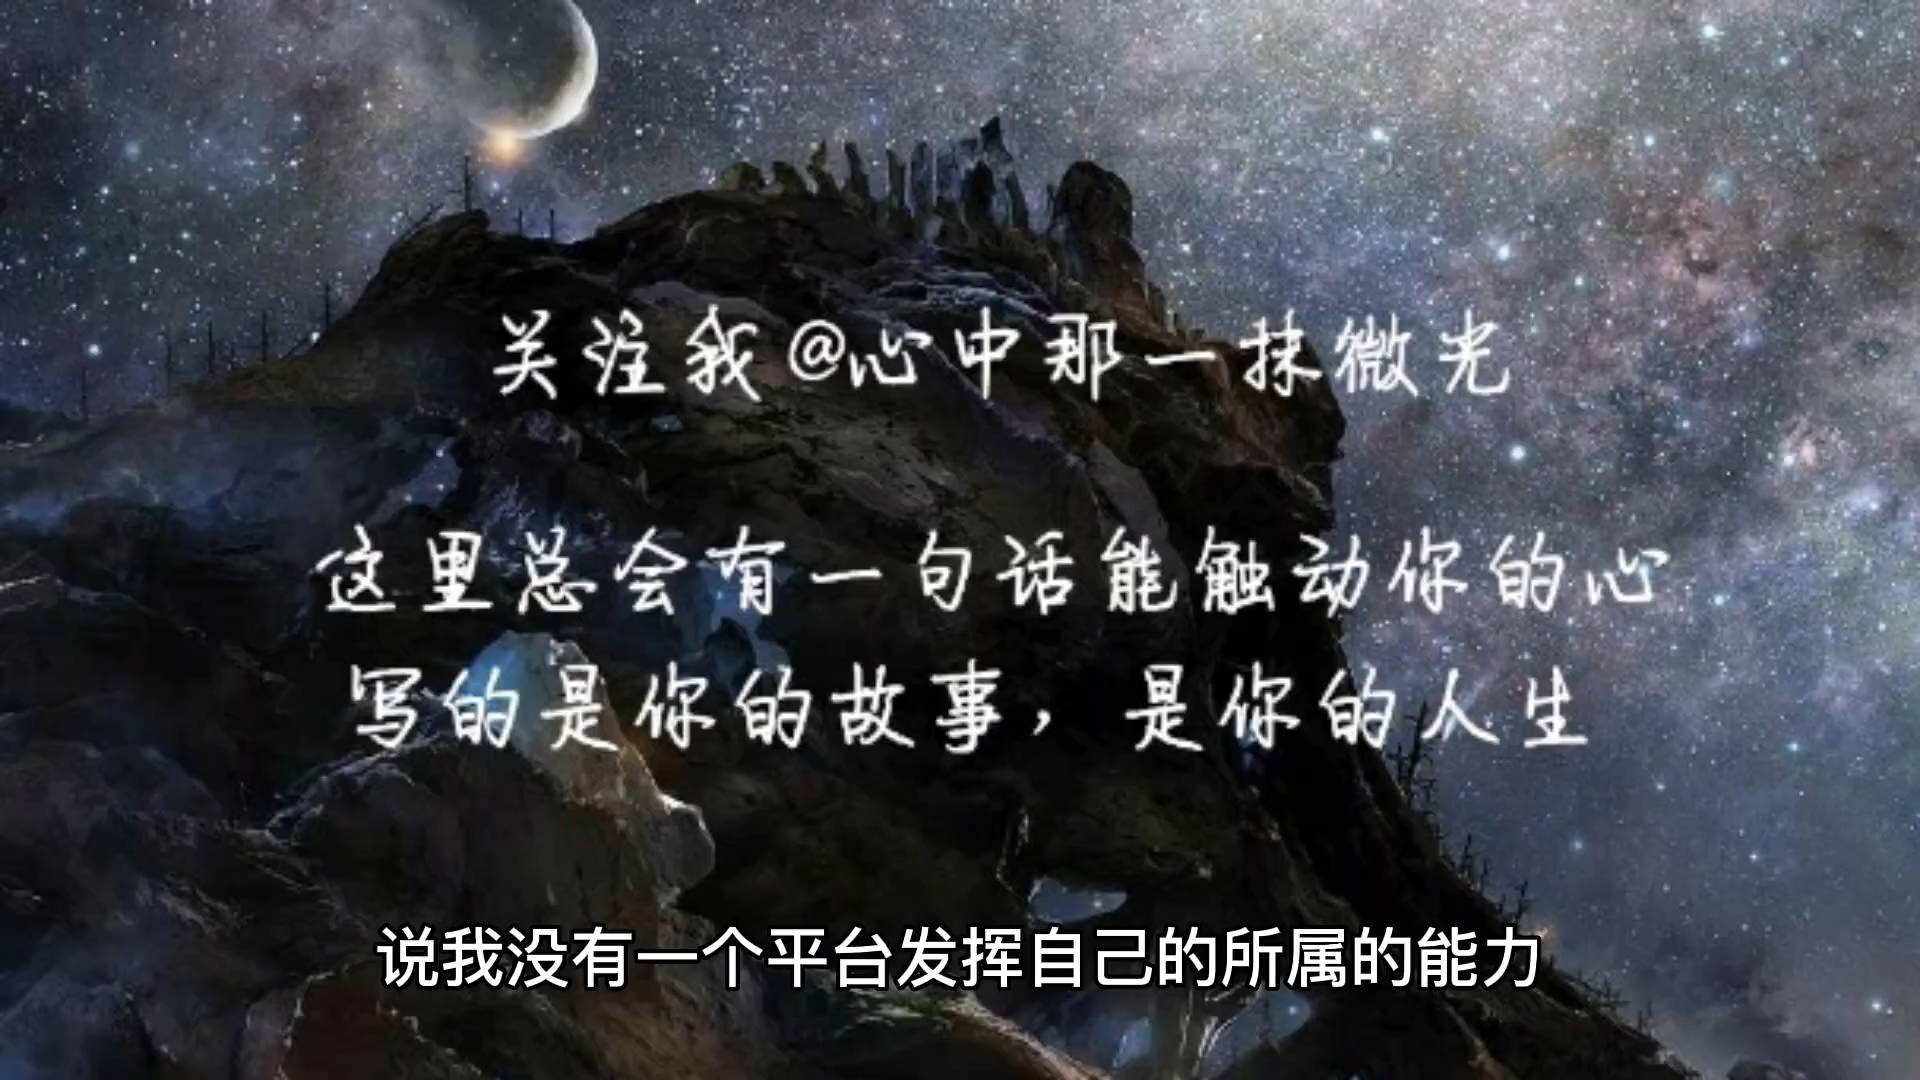 关注我@心中那一抹微光
这里总会有一句话能触动你的心
写的是你的故事，是你的人生
说我没有一个平台发挥自己的所属的能力